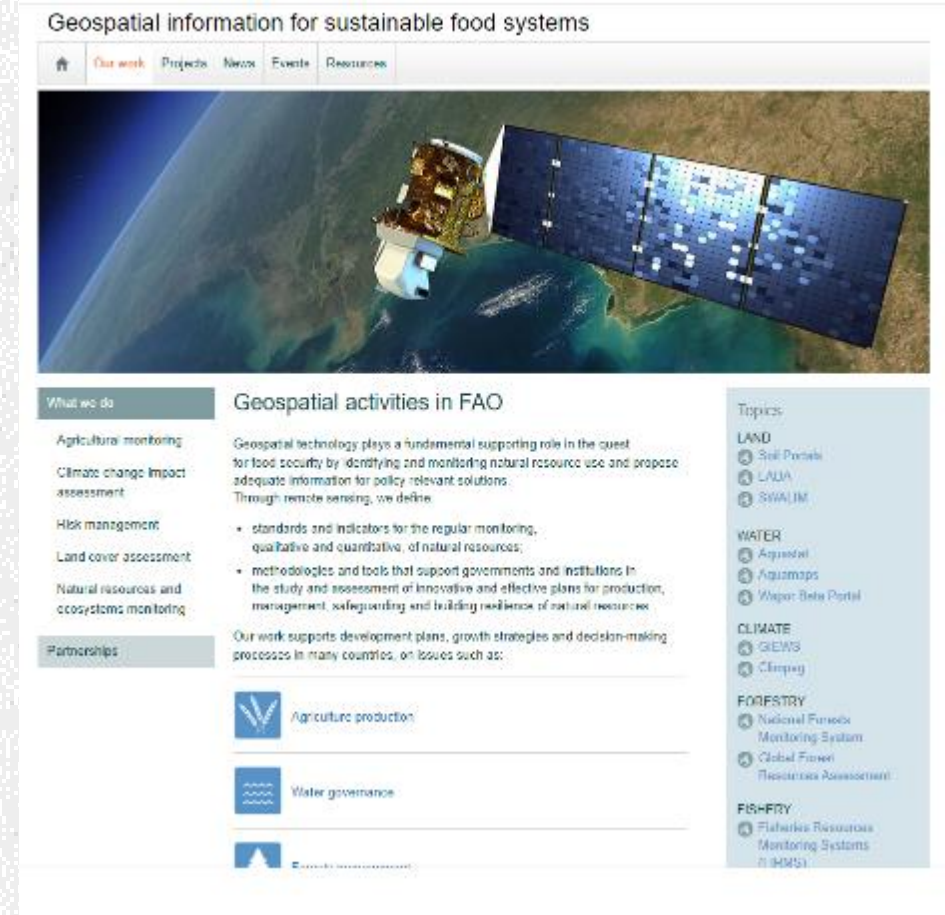 Geospatial information for sustainable food systems
Our work Projects News Events Resources
What we do
Agricultural monitoring
Climate change impact
assessment
Risk management
Land cover assessment
Natural resources and
ecosystems monitoring
Partnerships
Geospatial activities in FAO
Geospatial technology plays a fundamental supporting role in the quest
for food security by identifying and monitoring natural resource use and propose
adequate information for policy relevant solutions.
Through remote sensing, we define:
• standards and indicators for the regular monitoring,
qualitative and quantitative, of natural resources;
• methodologies and tools that support governments and institutions in
the study and assessment of innovative and effective plans for production,
management, safeguarding and building resilience of natural resources
Our work supports development plans, growth strategies and decision-making
processes in many countries, on issues such as:
Agriculture production
Water governance
Topics
LAND
Soil Portals
LADA
SWALIM
WATER
Aquastat
Aquamaps
Wapor Beta Portal
CLIMATE
GIEWS
Climpag
FORESTRY
National Forests
Monitoring System
Global Forest
Resources Assessment
FISHERY
Fisheries Resources
Monitoring Systems
(FIRMS)